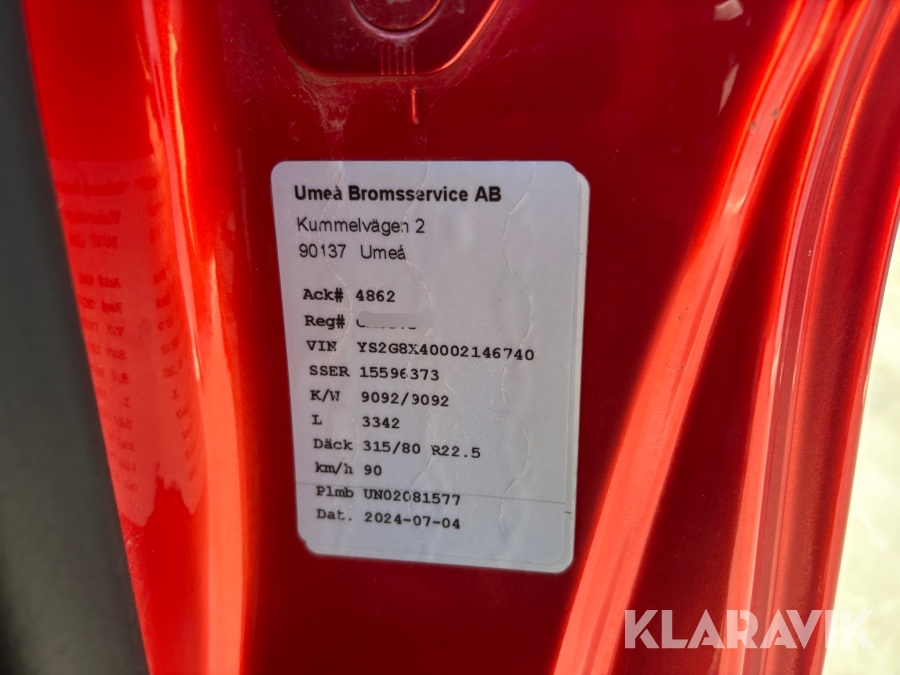 Umeå Bromsservice AB
Kummelvägen 2
90137 Umeå
Ack# 4862
Reg#
VIN YS2G8X40002146740
SSER 15596373
K/W 9092/9092
L 3342
Däck 315/80 R22.5
km/h 90
Plmb UN02081577
Dat. 2024-07-04
KLARAVIK